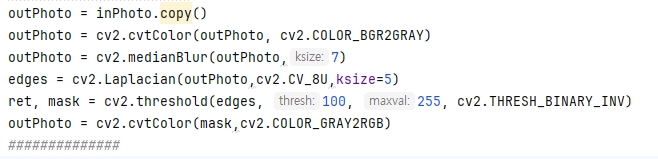 outPhoto = inPhoto.copy()
outPhoto = cv2.cvtColor(outPhoto, cv2.COLOR_BGR2GRAY)
outPhoto = cv2.medianBlur(outPhoto, ksize: 7)
edges = cv2.Laplacian(outPhoto,cv2.CV_8U,ksize=5)
ret, mask = cv2.threshold(edges, thresh: 100, maxval: 255, cv2.THRESH_BINARY_INV)
outPhoto = cv2.cvtColor(mask,cv2.COLOR_GRAY2RGB)
##############